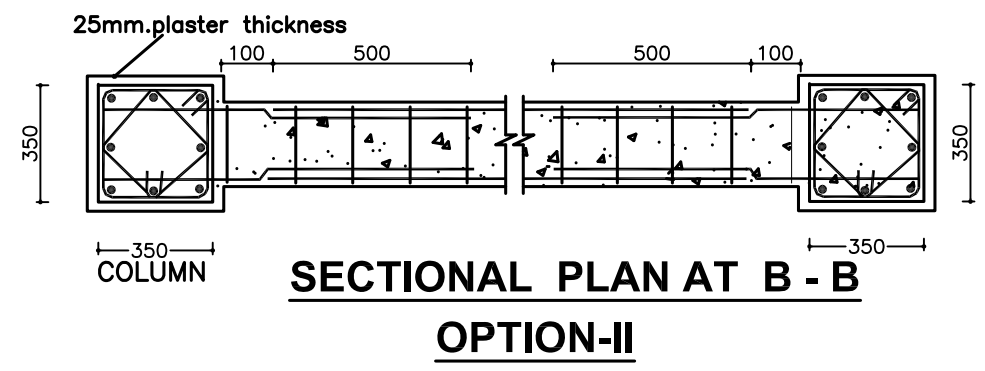 25mm.plaster thickness
100 500 500 100
350 350
350 350
COLUMN
SECTIONAL PLAN AT B - B
OPTION-II